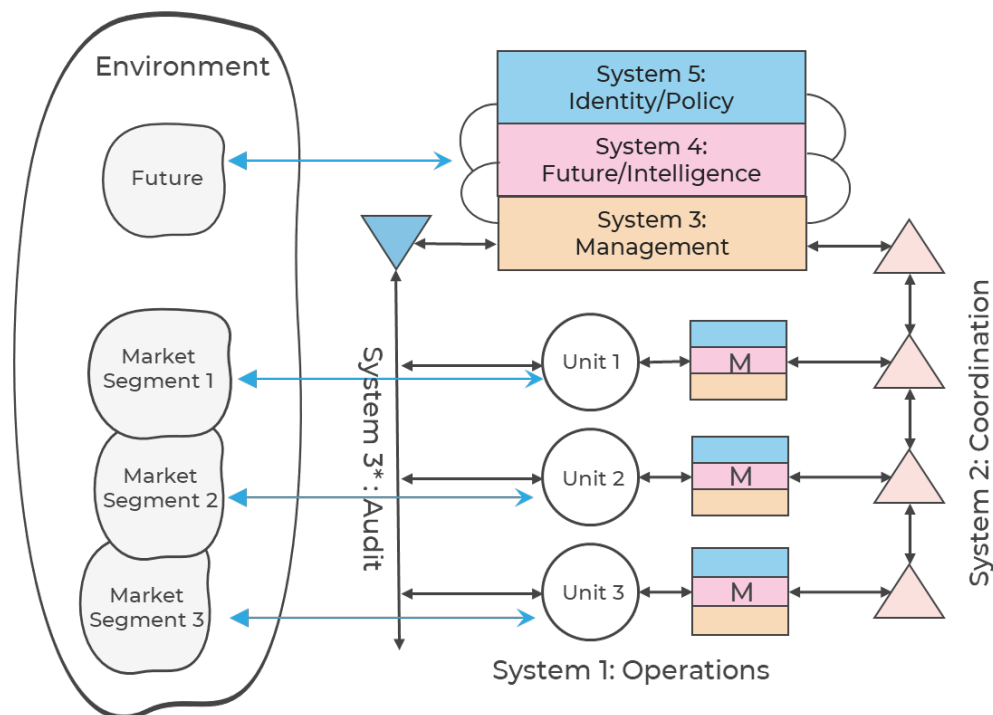 Environment
Future
Market
Segment 1
Market
Segment 2
Market
Segment 3
System 5:
Identity/Policy
System 4:
Future/Intelligence
System 3:
Management
System 3* : Audit
Unit 1
M
Unit 2
M
Unit 3
M
System 2: Coordination
System 1: Operations